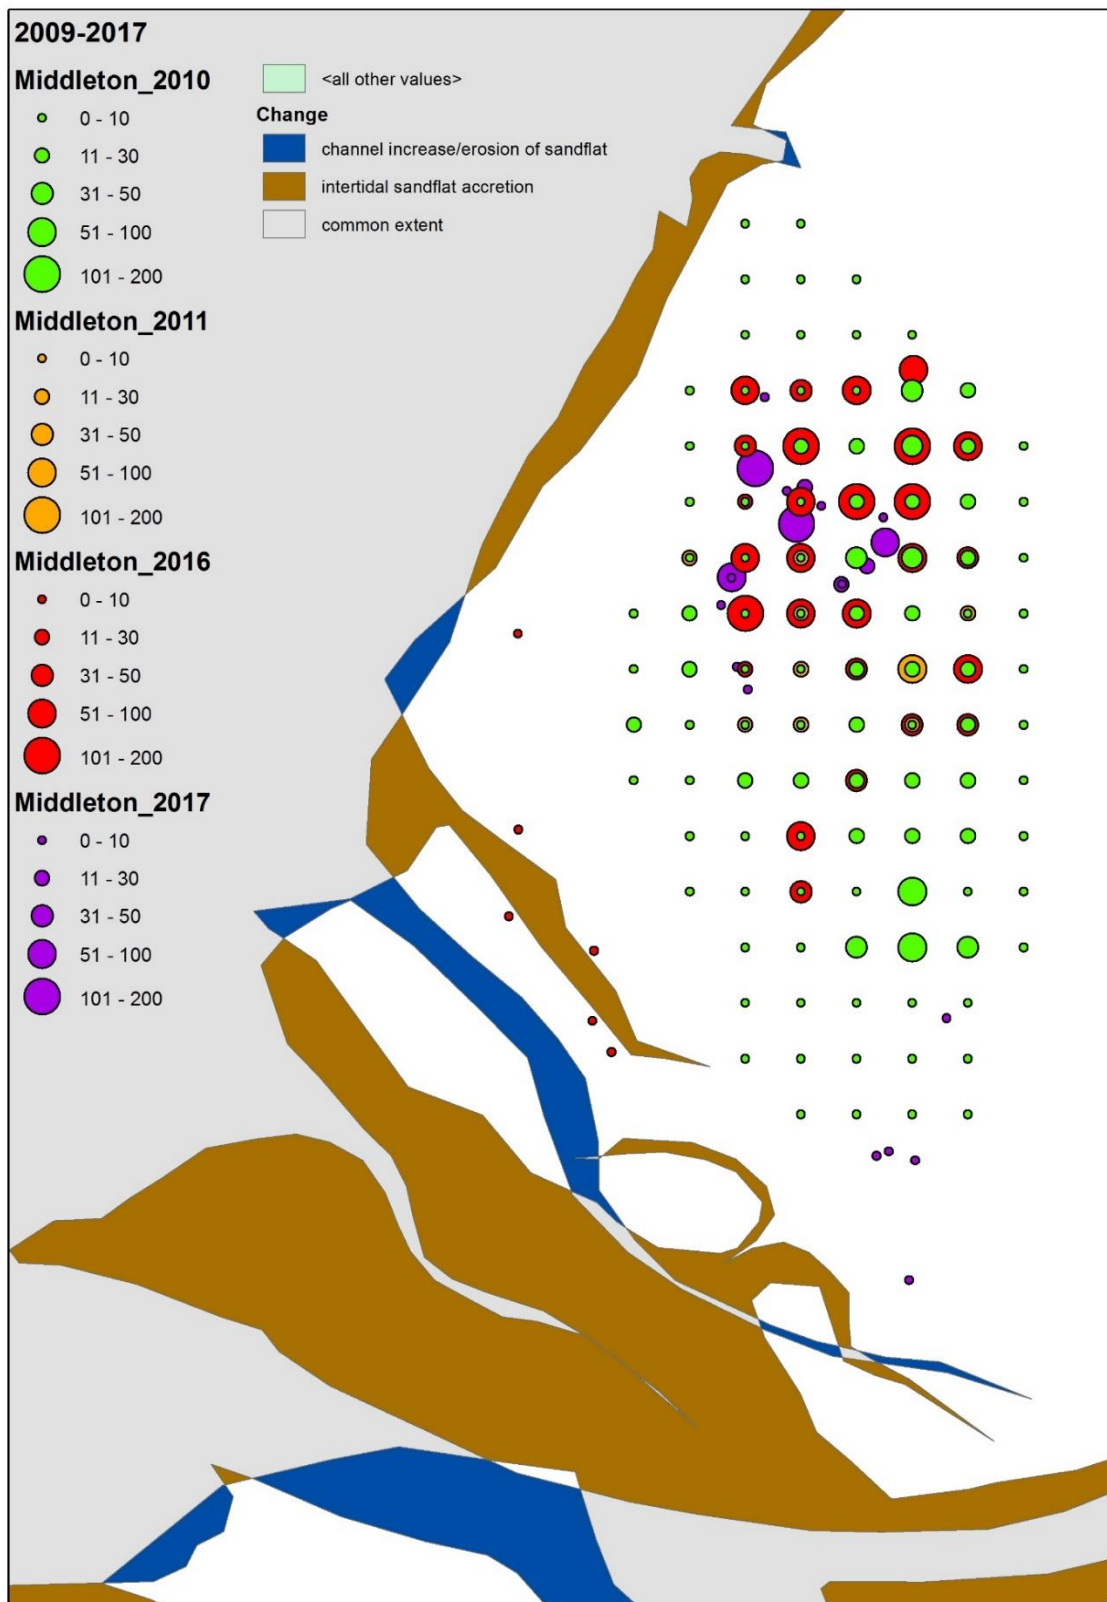 2009-2017
Middleton_2010
0 - 10
11 - 30
31 - 50
51 - 100
101 - 200
Middleton_2011
0 - 10
11 - 30
31 - 50
51 - 100
101 - 200
Middleton_2016
0 - 10
11 - 30
31 - 50
51 - 100
101 - 200
Middleton_2017
0 - 10
11 - 30
31 - 50
51 - 100
101 - 200
<all other values>
Change
channel increase/erosion of sandflat
intertidal sandflat accretion
common extent